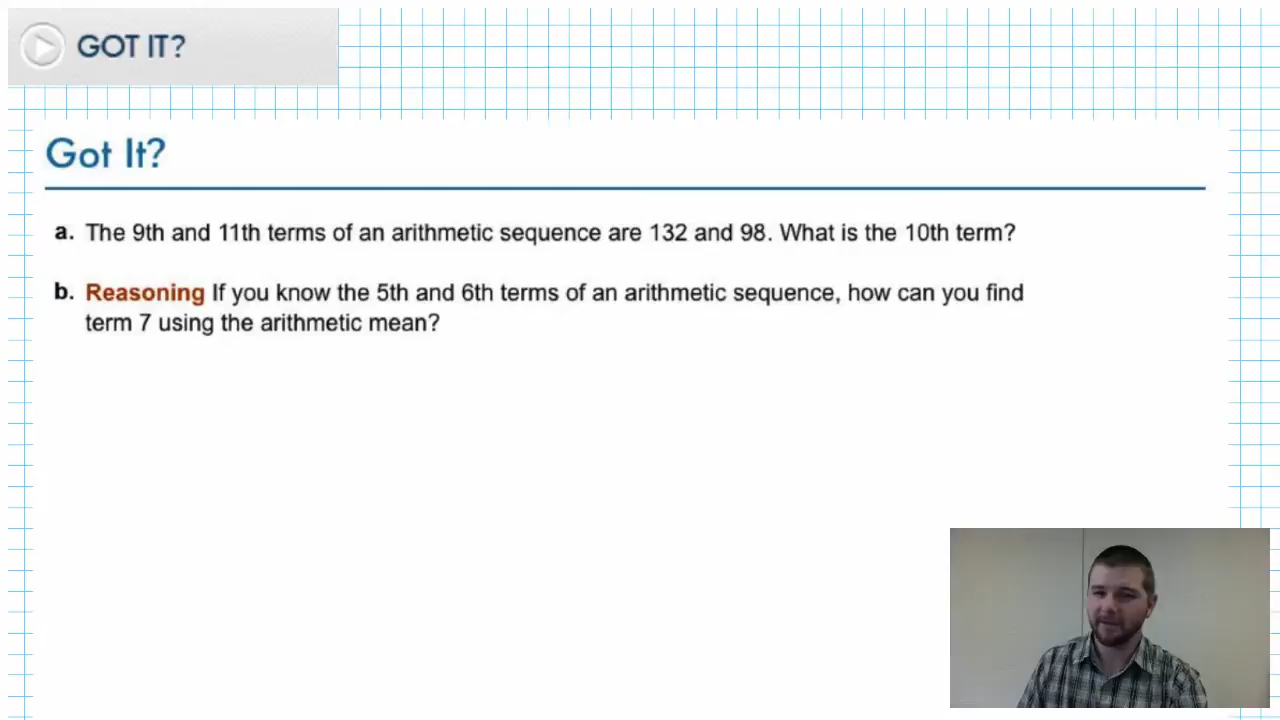 GOT IT?
Got It?
a. The 9th and 11th terms of an arithmetic sequence are 132 and 98. What is the 10th term?
b. Reasoning If you know the 5th and 6th terms of an arithmetic sequence, how can you find
term 7 using the arithmetic mean?